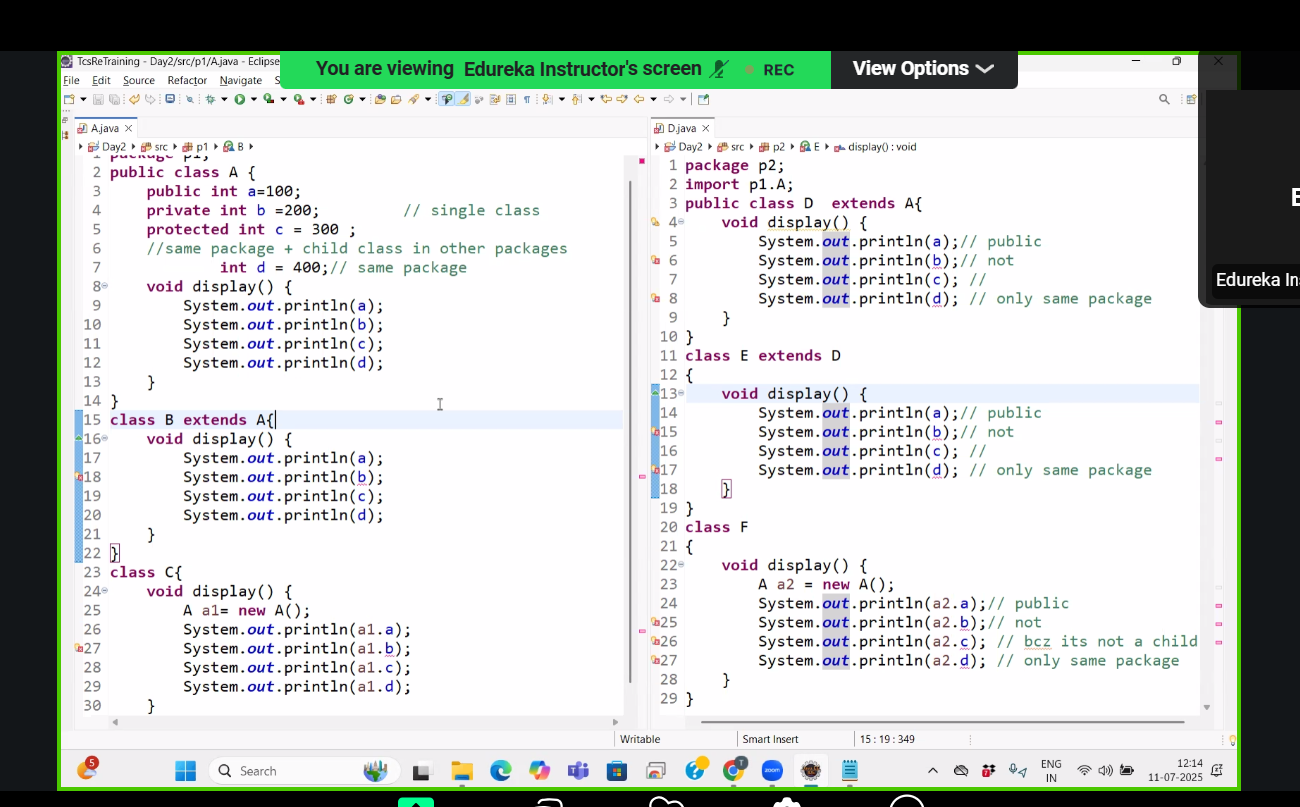 TcsReTraining - Day2/src/p1/A.java - Eclipse
You are viewing Edureka Instructor's screen
REC
View Options
File Edit Source Refactor Navigate
A.java
Day2 src p1 B
2 public class A {
3 public int a=100;
4 private int b =200; // single class
5 protected int c = 300 ;
6 //same package + child class in other packages
7 int d = 400;// same package
8 void display() {
9 System.out.println(a);
10 System.out.println(b);
11 System.out.println(c);
12 System.out.println(d);
13 }
14 }
15 class B extends A{
16 void display() {
17 System.out.println(a);
18 System.out.println(b);
19 System.out.println(c);
20 System.out.println(d);
21 }
22 }
23 class C{
24 void display() {
25 A a1= new A();
26 System.out.println(a1.a);
27 System.out.println(a1.b);
28 System.out.println(a1.c);
29 System.out.println(a1.d);
30 }
D.java
Day2 src p2 E display() : void
1 package p2;
2 import p1.A;
3 public class D extends A{
4 void display() {
5 System.out.println(a);// public
6 System.out.println(b);// not
7 System.out.println(c); //
8 System.out.println(d); // only same package
9 }
10 }
11 class E extends D
12 {
13 void display() {
14 System.out.println(a);// public
15 System.out.println(b);// not
16 System.out.println(c); //
17 System.out.println(d); // only same package
18 }
19 }
20 class F
21 {
22 void display() {
23 A a2 = new A();
24 System.out.println(a2.a);// public
25 System.out.println(a2.b);// not
26 System.out.println(a2.c); // bcz its not a child
27 System.out.println(a2.d); // only same package
28 }
29 }
Edureka
Writable Smart Insert 15 : 19 : 349
5
Search
T
zoom
ENG
IN
12:14
11-07-2025